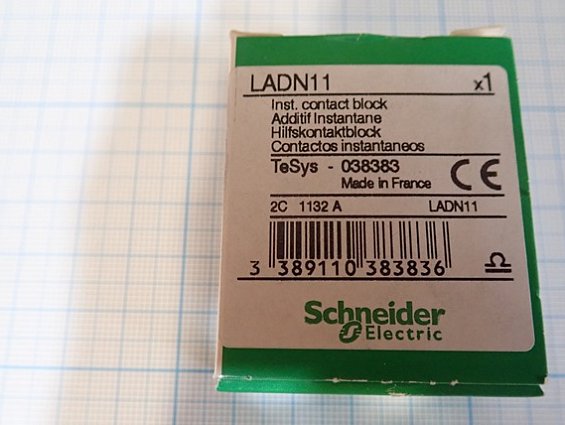 LADN11 x1
Inst. contact block
Additif Instantane
Hilfskontaktblock
Contactos instantaneos
TeSys - 038383
Made in France CE
2C 1132 A LADN11
3 389110 383836
Schneider
Electric